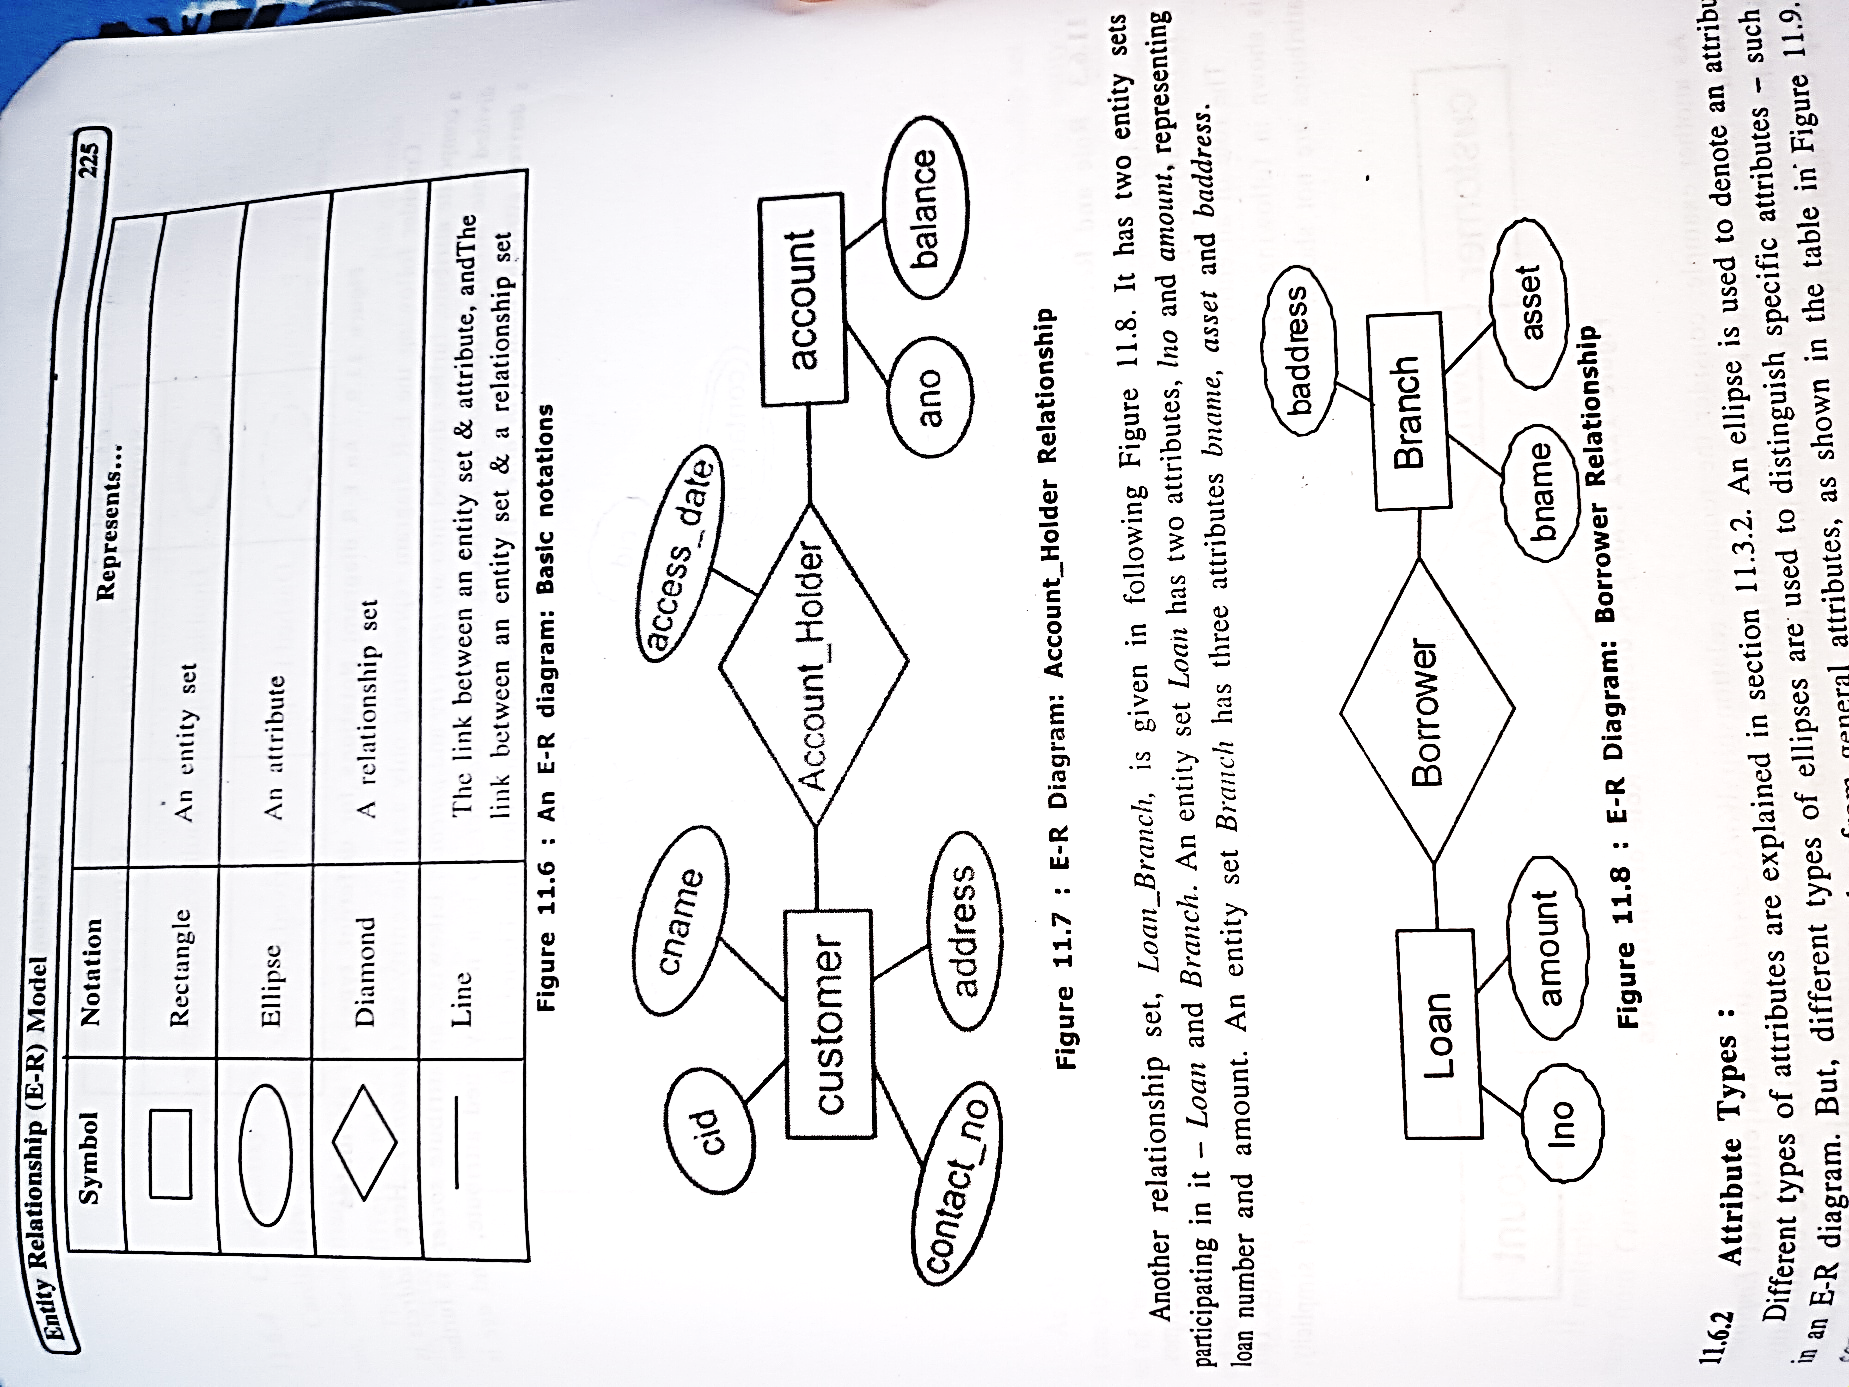 Entity Relationship (E-R) Model 225
Symbol Notation Represents...
Rectangle An entity set
Ellipse An attribute
Diamond A relationship set
Line The link between an entity set & attribute, andThe
link between an entity set & a relationship set
Figure 11.6 : An E-R diagram: Basic notations
cid
cname
access_date
customer
Account_Holder
account
contact_no
address
ano
balance
Figure 11.7 : E-R Diagram: Account_Holder Relationship
Another relationship set, Loan_Branch, is given in following Figure 11.8. It has two entity sets
participating in it – Loan and Branch. An entity set Loan has two attributes, lno and amount, representing
loan number and amount. An entity set Branch has three attributes bname, asset and baddress.
baddress
Loan
Borrower
Branch
lno
amount
bname
asset
Figure 11.8 : E-R Diagram: Borrower Relationship
11.6.2 Attribute Types :
Different types of attributes are explained in section 11.3.2. An ellipse is used to denote an attribu
in an E-R diagram. But, different types of ellipses are used to distinguish specific attributes – such
from general attributes, as shown in the table in Figure 11.9.